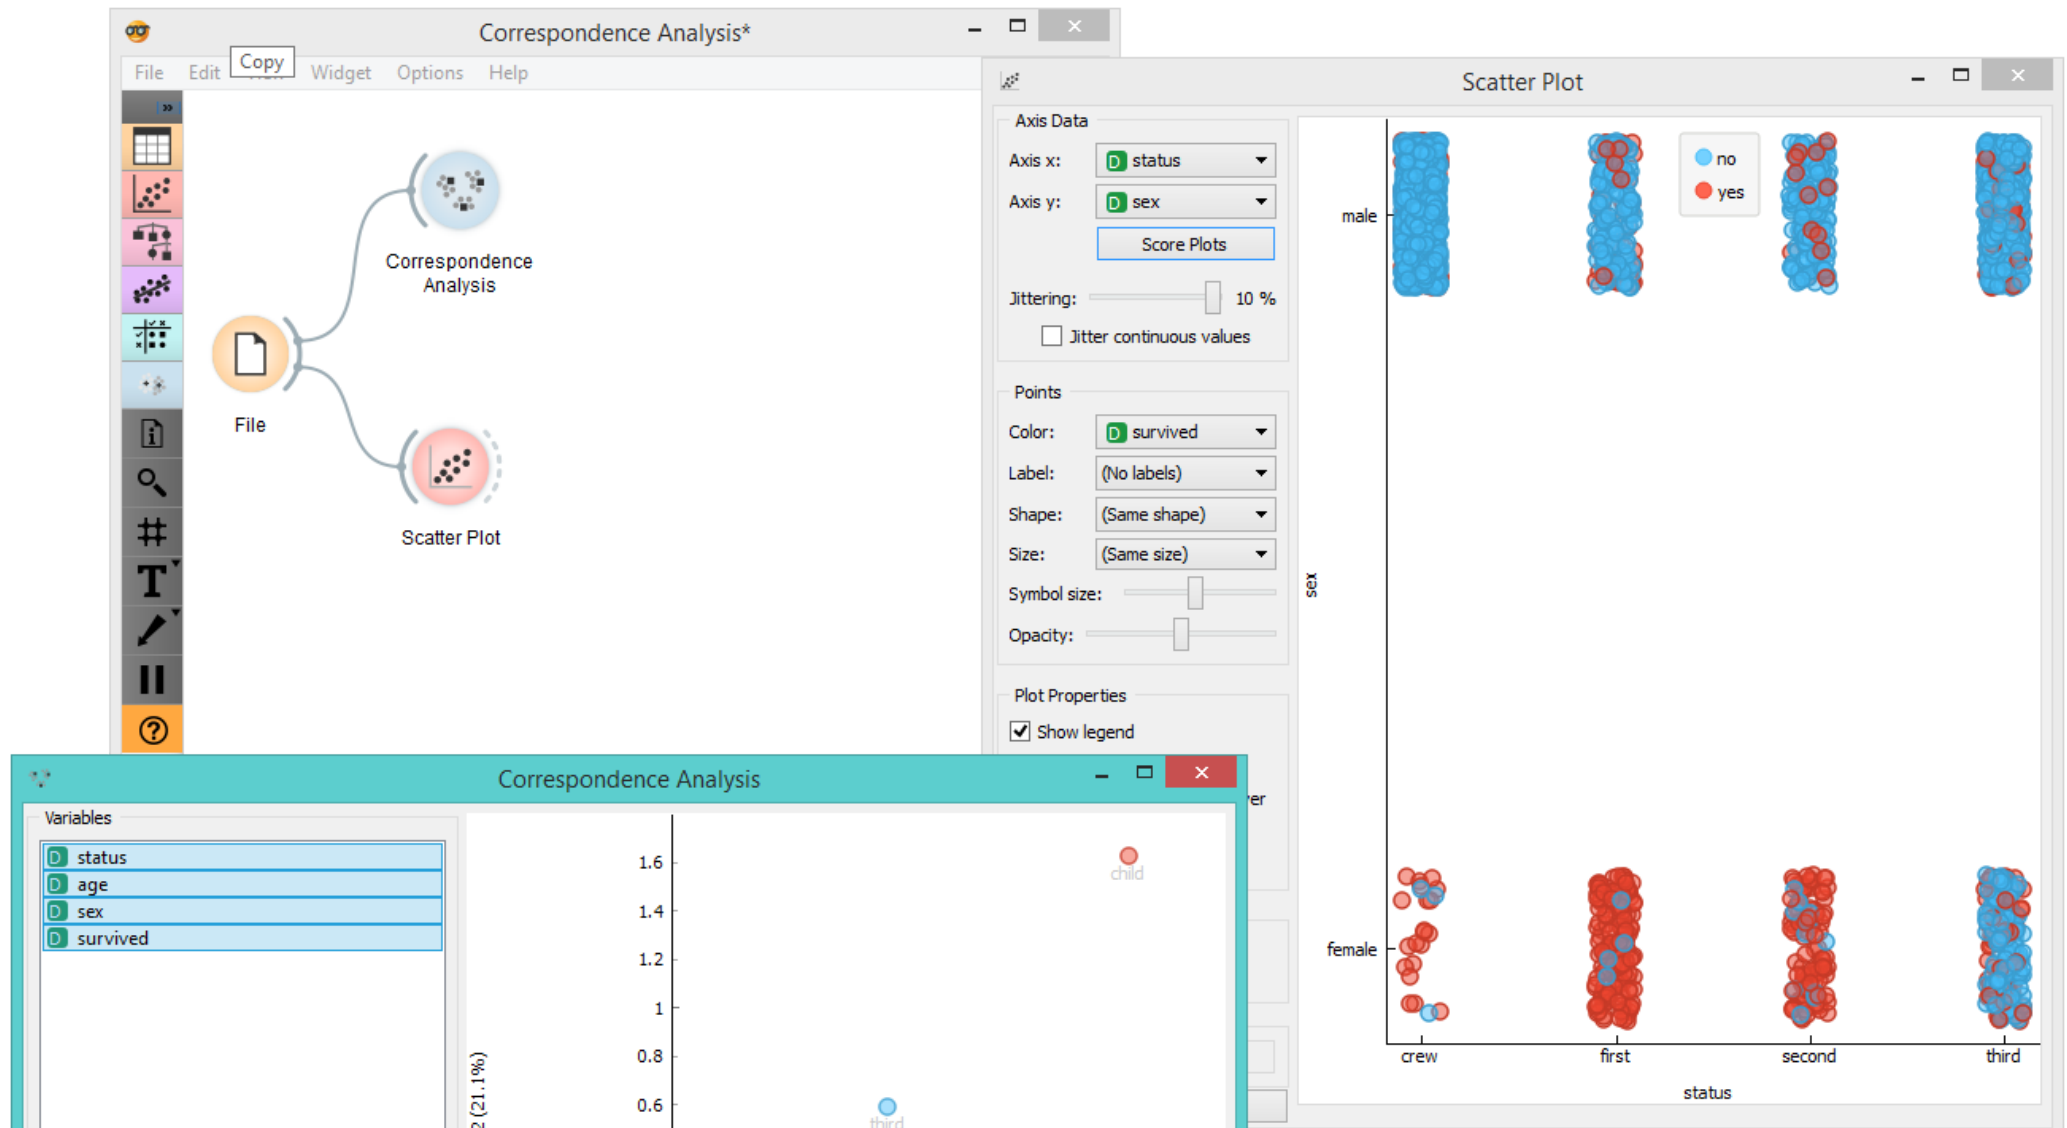 Correspondence Analysis*
File Edit Copy Widget Options Help
Correspondence
Analysis
File
Scatter Plot
Scatter Plot
Axis Data
Axis x: D status
Axis y: D sex
Score Plots
Jittering: 10 %
Jitter continuous values
Points
Color: D survived
Label: (No labels)
Shape: (Same shape)
Size: (Same size)
Symbol size:
Opacity:
Plot Properties
Show legend
no
yes
male
female
sex
crew first second third
status
Correspondence Analysis
Variables
D status
D age
D sex
D survived
1.6
1.4
1.2
1
0.8
0.6
2 (21.1%)
child
third